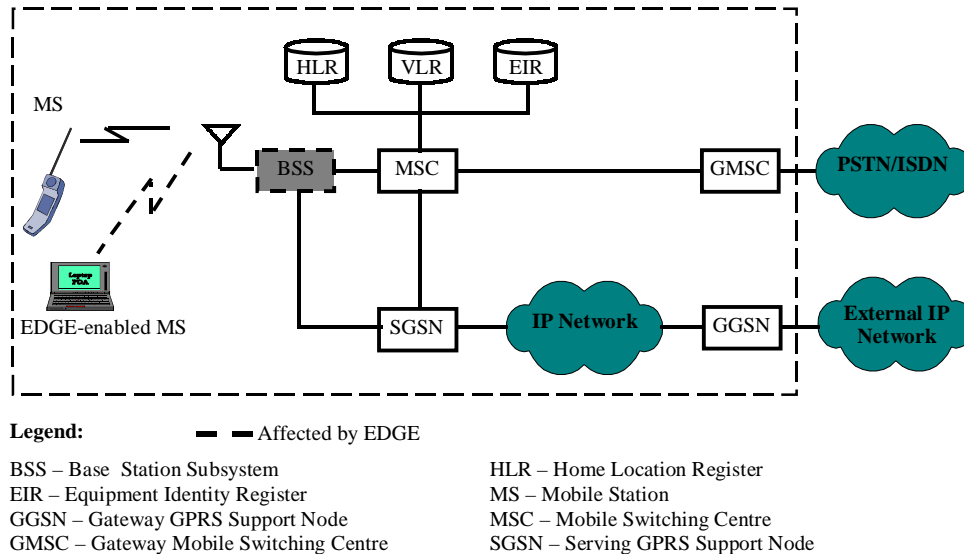 HLR VLR EIR
MS
BSS MSC GMSC PSTN/ISDN
Laptop
PDA
EDGE-enabled MS
SGSN IP Network GGSN External IP
Network
Legend: Affected by EDGE
BSS – Base Station Subsystem
EIR – Equipment Identity Register
GGSN – Gateway GPRS Support Node
GMSC – Gateway Mobile Switching Centre
HLR – Home Location Register
MS – Mobile Station
MSC – Mobile Switching Centre
SGSN – Serving GPRS Support Node